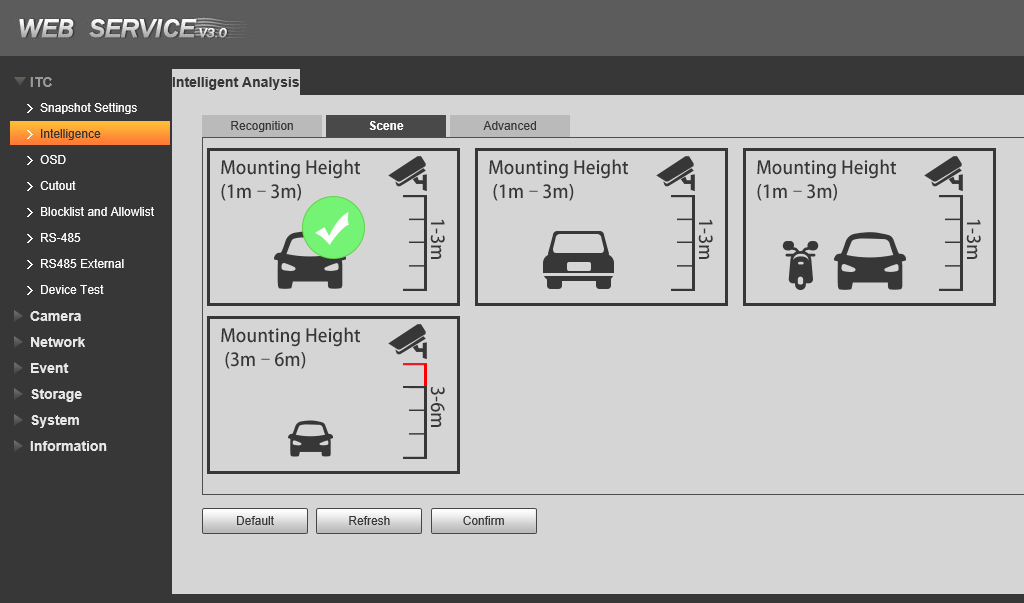 WEB SERVICE V3.0
ITC
Snapshot Settings
Intelligence
OSD
Cutout
Blocklist and Allowlist
RS-485
RS485 External
Device Test
Camera
Network
Event
Storage
System
Information
Intelligent Analysis
Recognition
Scene
Advanced
Mounting Height
(1m – 3m)
1-3m
Mounting Height
(1m – 3m)
1-3m
Mounting Height
(1m – 3m)
1-3m
Mounting Height
(3m – 6m)
3-6m
Default
Refresh
Confirm